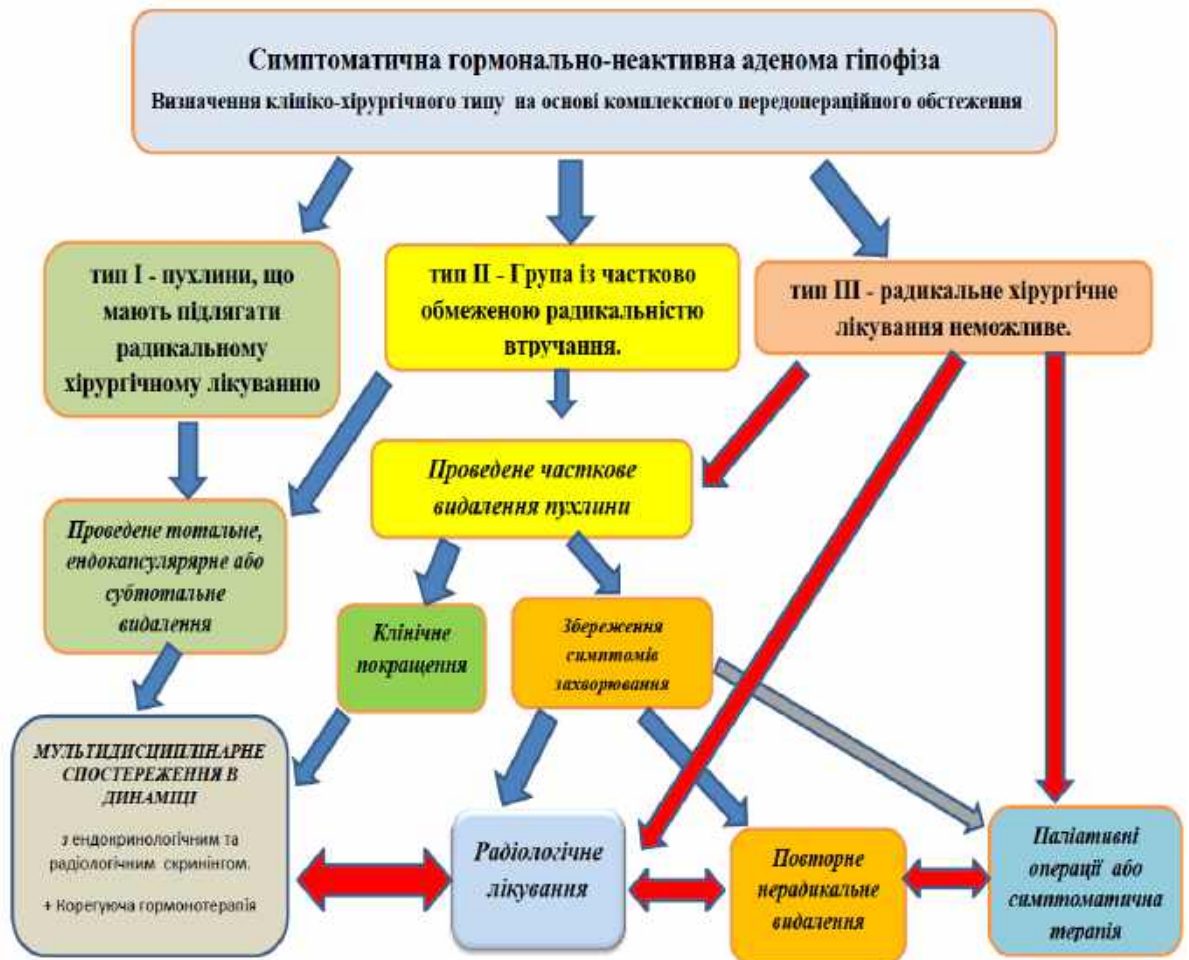 Симптоматична гормонально-неактивна аденома гіпофіза
Визначення клініко-хірургічного типу на основі комплексного передопераційного обстеження
тип I - пухлини, що
мають підлягати
радикальному
хірургічному лікуванню
тип II - Група із частково
обмеженою радикальністю
втручання.
тип III - радикальне хірургічне
лікування неможливе.
Проведене часткове
видалення пухлини
Проведене тотальне,
ендокапсулярярне або
субтотальне
видалення
Клінічне
покращення
Збереження
симптомів
захворювання
МУЛЬТИДИСЦИПЛІНАРНЕ
СПОСТЕРЕЖЕННЯ В
ДИНАМІЦІ
з ендокринологічним та
радіологічним скринінгом.
+ Корегуюча гормонотерапія
Радіологічне
лікування
Повторне
нерадикальне
видалення
Паліативні
операції або
симптоматична
терапія